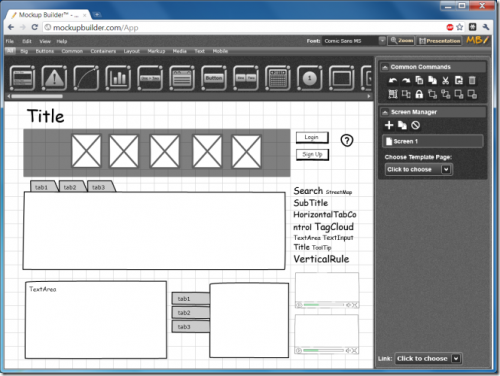 Mockup Builder™ - ak
mockupbuilder.com/App
File Edit View Help
Font: Comic Sans MS
Zoom
Presentation
MB
All Big Buttons Common Containers Layout Markup Media Text Mobile
Button
1
Common Commands
Screen Manager
Screen 1
Choose Template Page:
Click to choose
Title
Login
Sign Up
?
tab1 tab2 tab3
Search StreetMap
SubTitle
HorizontalTabCo
ntrol TagCloud
TextArea TextInput
Title ToolTip
VerticalRule
TextArea
tab1
tab2
tab3
Link: Click to choose